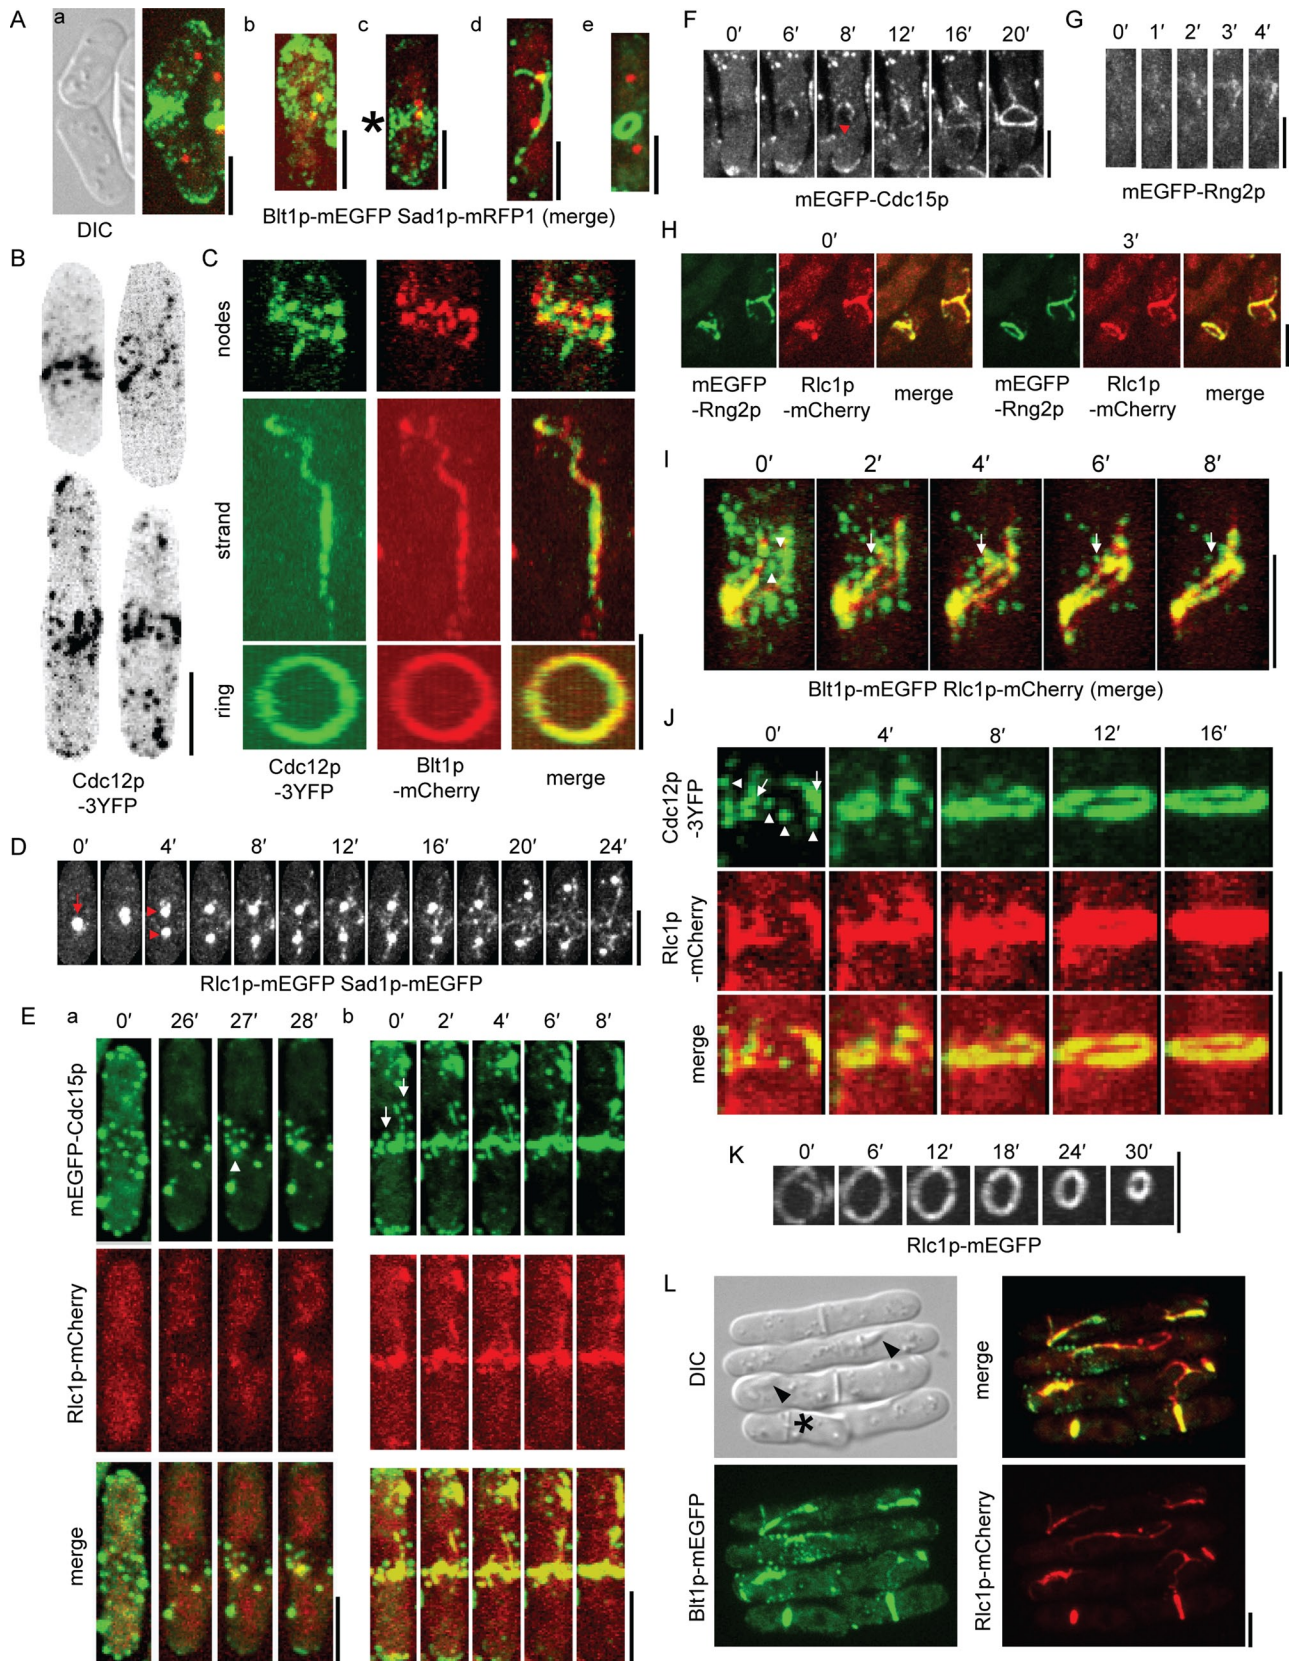 A
a
b
c
d
e
*
DIC
Blt1p-mEGFP Sad1p-mRFP1 (merge)
B
Cdc12p
-3YFP
C
nodes
strand
ring
Cdc12p
-3YFP
Blt1p
-mCherry
merge
D
0′
4′
8′
12′
16′
20′
24′
Rlc1p-mEGFP Sad1p-mEGFP
E
a
0′
26′
27′
28′
b
0′
2′
4′
6′
8′
mEGFP-Cdc15p
Rlc1p-mCherry
merge
F
0′
6′
8′
12′
16′
20′
mEGFP-Cdc15p
G
0′
1′
2′
3′
4′
mEGFP-Rng2p
H
0′
3′
mEGFP
-Rng2p
Rlc1p
-mCherry
merge
mEGFP
-Rng2p
Rlc1p
-mCherry
merge
I
0′
2′
4′
6′
8′
Blt1p-mEGFP Rlc1p-mCherry (merge)
J
0′
4′
8′
12′
16′
Cdc12p
-3YFP
Rlc1p
-mCherry
merge
K
0′
6′
12′
18′
24′
30′
Rlc1p-mEGFP
L
DIC
*
merge
Blt1p-mEGFP
Rlc1p-mCherry